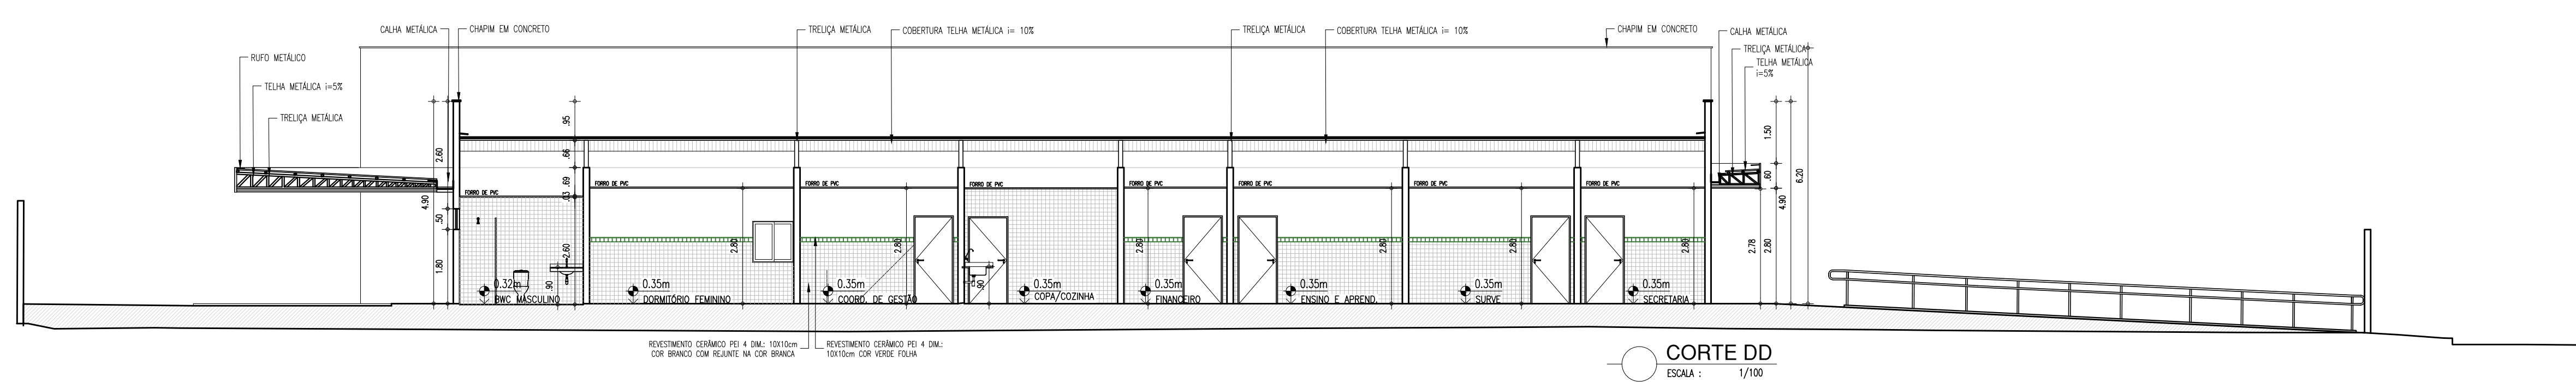 CALHA METÁLICA
CHAPIM EM CONCRETO
TRELIÇA METÁLICA
COBERTURA TELHA METÁLICA i= 10%
TRELIÇA METÁLICA
COBERTURA TELHA METÁLICA i= 10%
CHAPIM EM CONCRETO
CALHA METÁLICA
RUFO METÁLICO
TRELIÇA METÁLICA
TELHA METÁLICA i=5%
TELHA METÁLICA
i=5%
TRELIÇA METÁLICA
.95
2.60
.66
.69
.03
4.90
.50
1.80
2.60
.90
1.50
.60
6.20
4.90
2.78
2.80
FORRO DE PVC
FORRO DE PVC
FORRO DE PVC
FORRO DE PVC
FORRO DE PVC
FORRO DE PVC
FORRO DE PVC
FORRO DE PVC
2.80
2.80
.90
2.80
2.80
2.80
2.80
0.32m
BWC MASCULINO
0.35m
DORMITÓRIO FEMININO
0.35m
COORD. DE GESTÃO
0.35m
COPA/COZINHA
0.35m
FINANCEIRO
0.35m
ENSINO E APREND.
0.35m
SURVE
0.35m
SECRETARIA
REVESTIMENTO CERÂMICO PEI 4 DIM.: 10X10cm
COR BRANCO COM REJUNTE NA COR BRANCA
REVESTIMENTO CERÂMICO PEI 4 DIM.:
10X10cm COR VERDE FOLHA
CORTE DD
ESCALA : 1/100